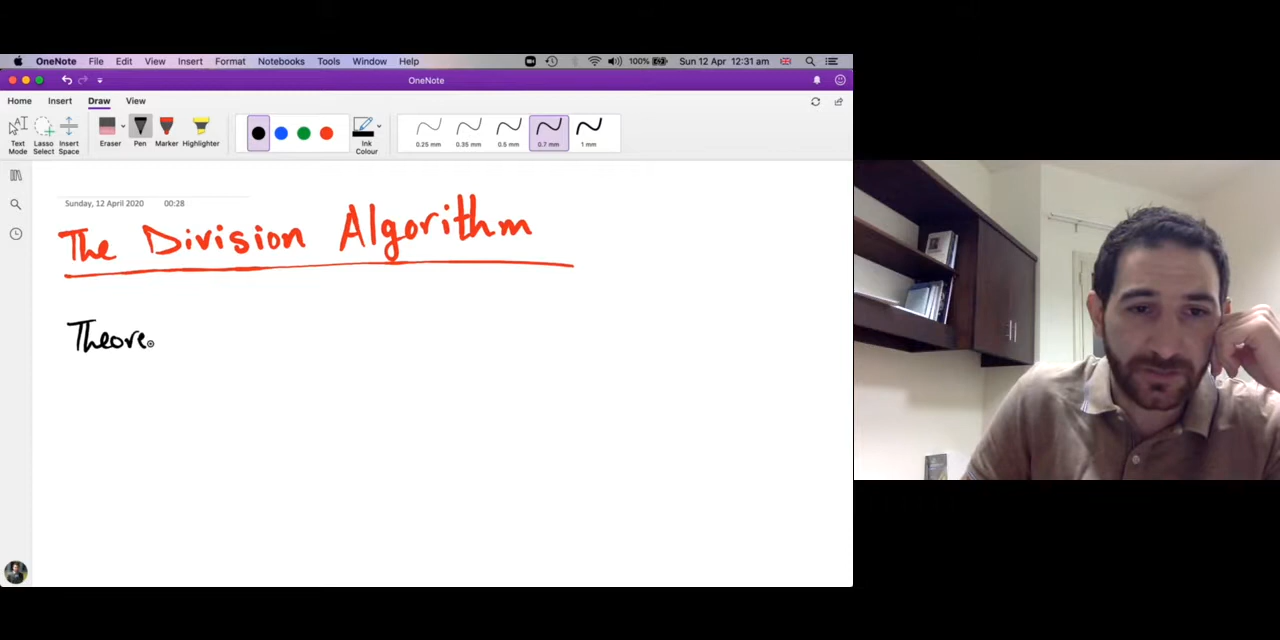 OneNote File Edit View Insert Format Notebooks Tools Window Help 100% Sun 12 Apr 12:31 am
OneNote
Home Insert Draw View
Text Mode Lasso Select Insert Space Eraser Pen Marker Highlighter Ink Colour 0.25 mm 0.35 mm 0.5 mm 0.7 mm 1 mm
Sunday, 12 April 2020 00:28
The Division Algorithm
Theore